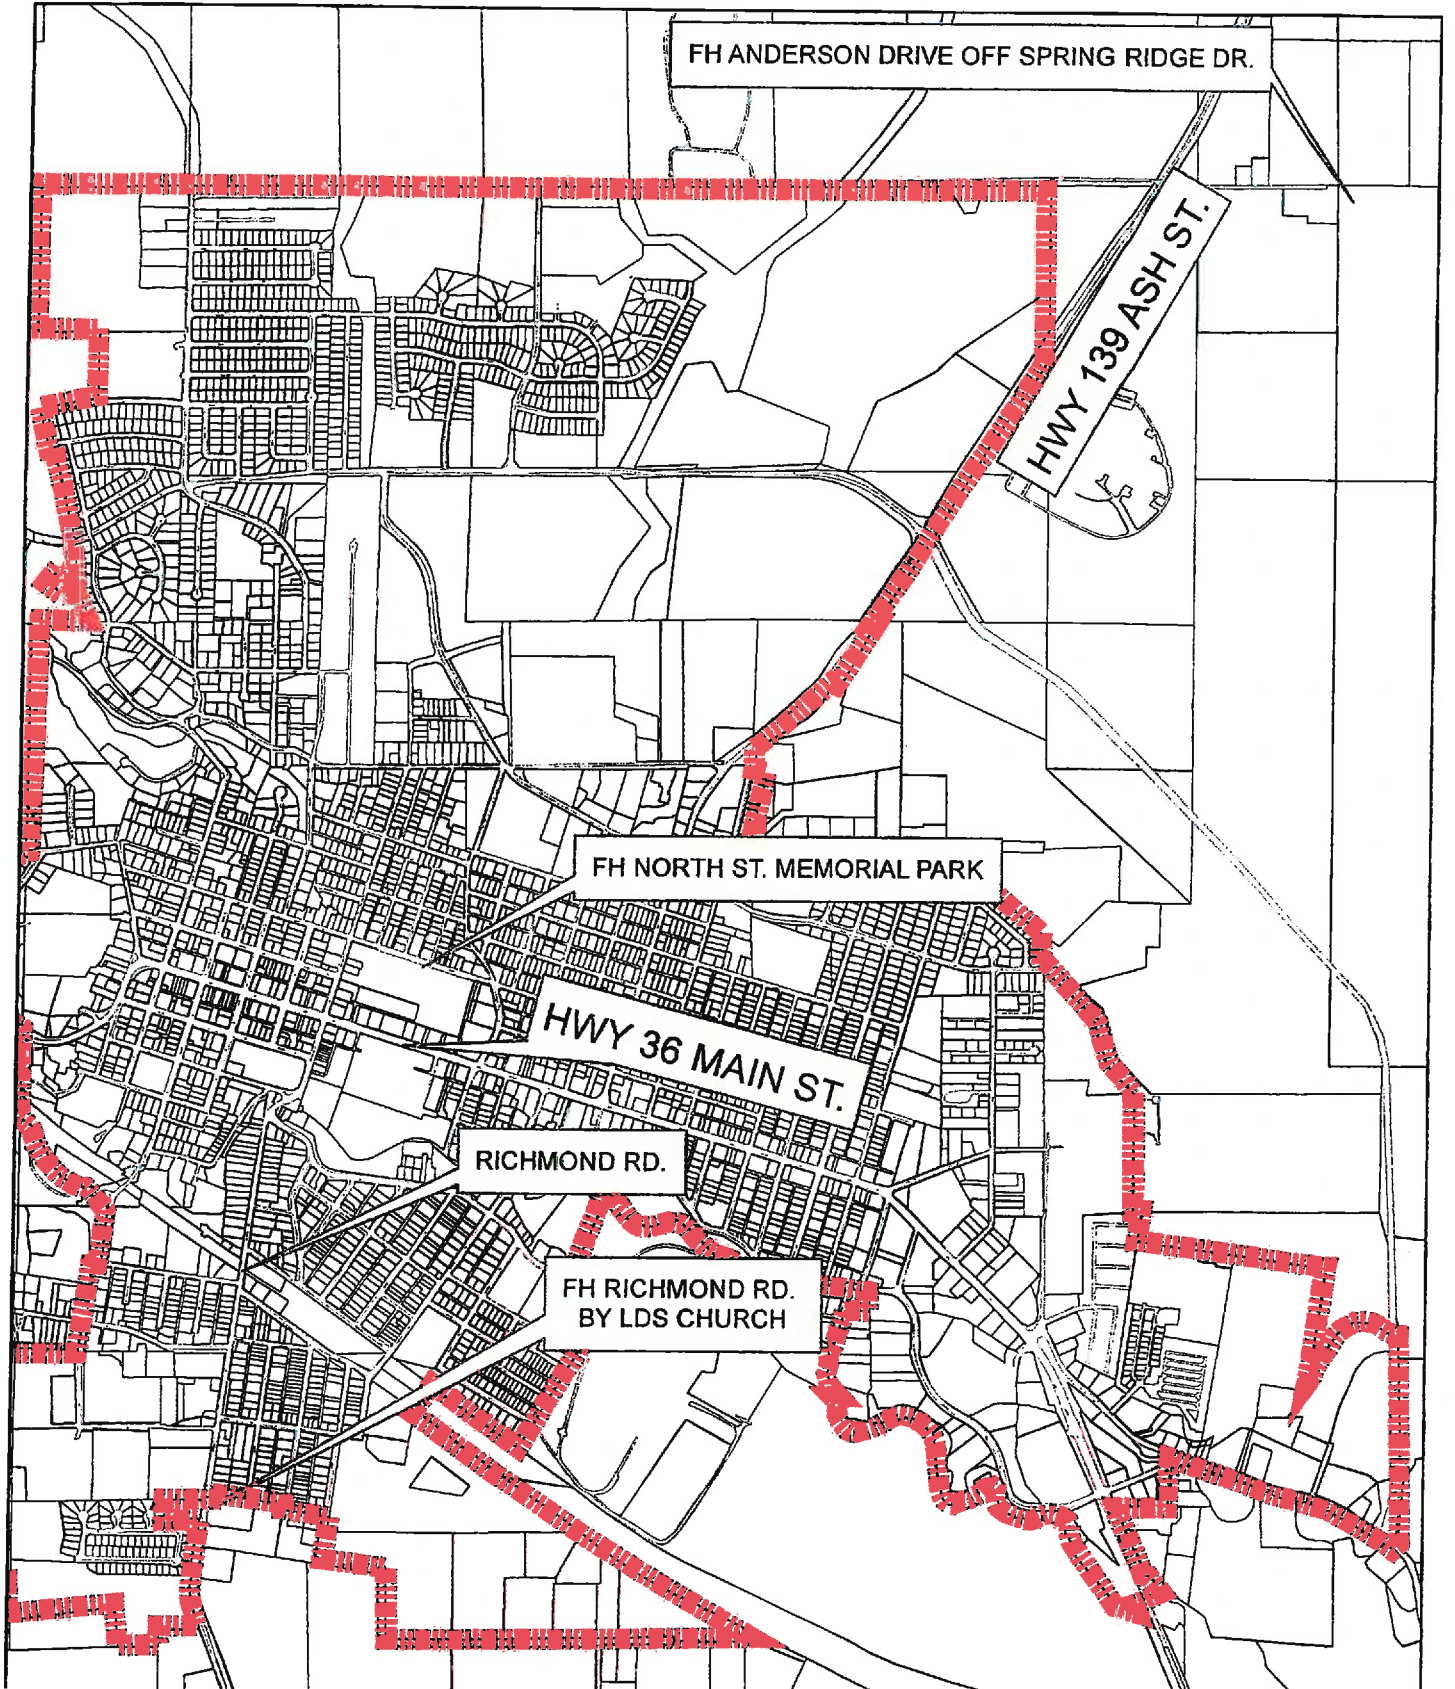 FH ANDERSON DRIVE OFF SPRING RIDGE DR.
HWY 139 ASH ST.
FH NORTH ST. MEMORIAL PARK
HWY 36 MAIN ST.
RICHMOND RD.
FH RICHMOND RD.
BY LDS CHURCH